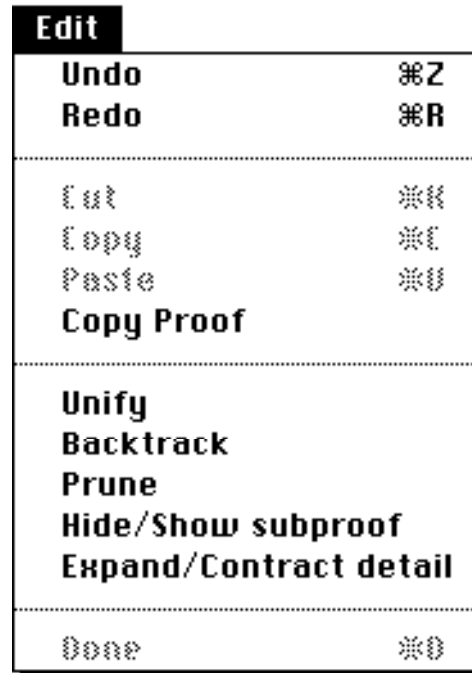 Edit
Undo ⌘Z
Redo ⌘R
Cut ⌘X
Copy ⌘C
Paste ⌘V
Copy Proof
Unify
Backtrack
Prune
Hide/Show subproof
Expand/Contract detail
Done ⌘D